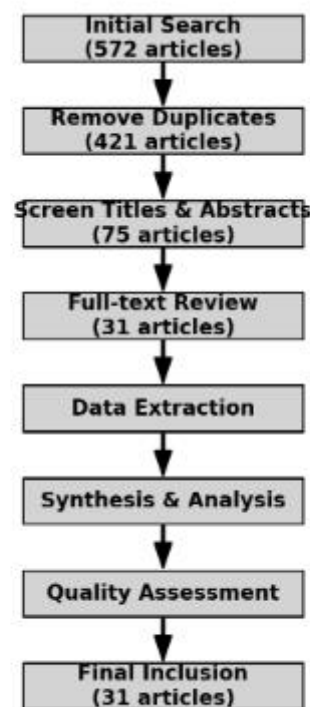 Initial Search
(572 articles)
Remove Duplicates
(421 articles)
Screen Titles & Abstracts
(75 articles)
Full-text Review
(31 articles)
Data Extraction
Synthesis & Analysis
Quality Assessment
Final Inclusion
(31 articles)